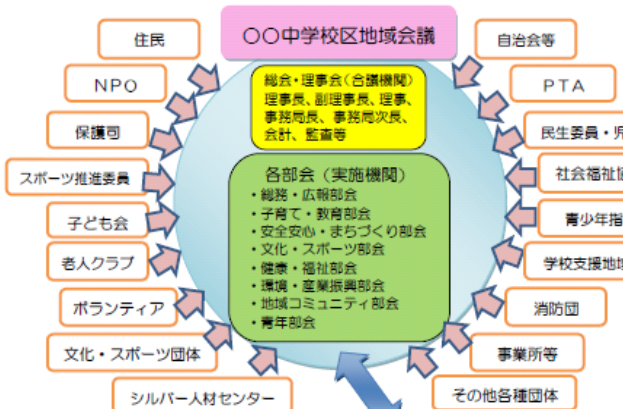 〇〇中学校区地域会議
住民
自治会等
NPO
PTA
保護司
民生委員・児
スポーツ推進委員
社会福祉協
子ども会
青少年指
老人クラブ
学校支援地域
ボランティア
消防団
文化・スポーツ団体
事業所等
シルバー人材センター
その他各種団体
総会・理事会(合議機関)
理事長、副理事長、理事、
事務局長、事務局次長、
会計、監査等
各部会(実施機関)
・総務・広報部会
・子育て・教育部会
・安全安心・まちづくり部会
・文化・スポーツ部会
・健康・福祉部会
・環境・産業振興部会
・地域コミュニティ部会
・青年部会